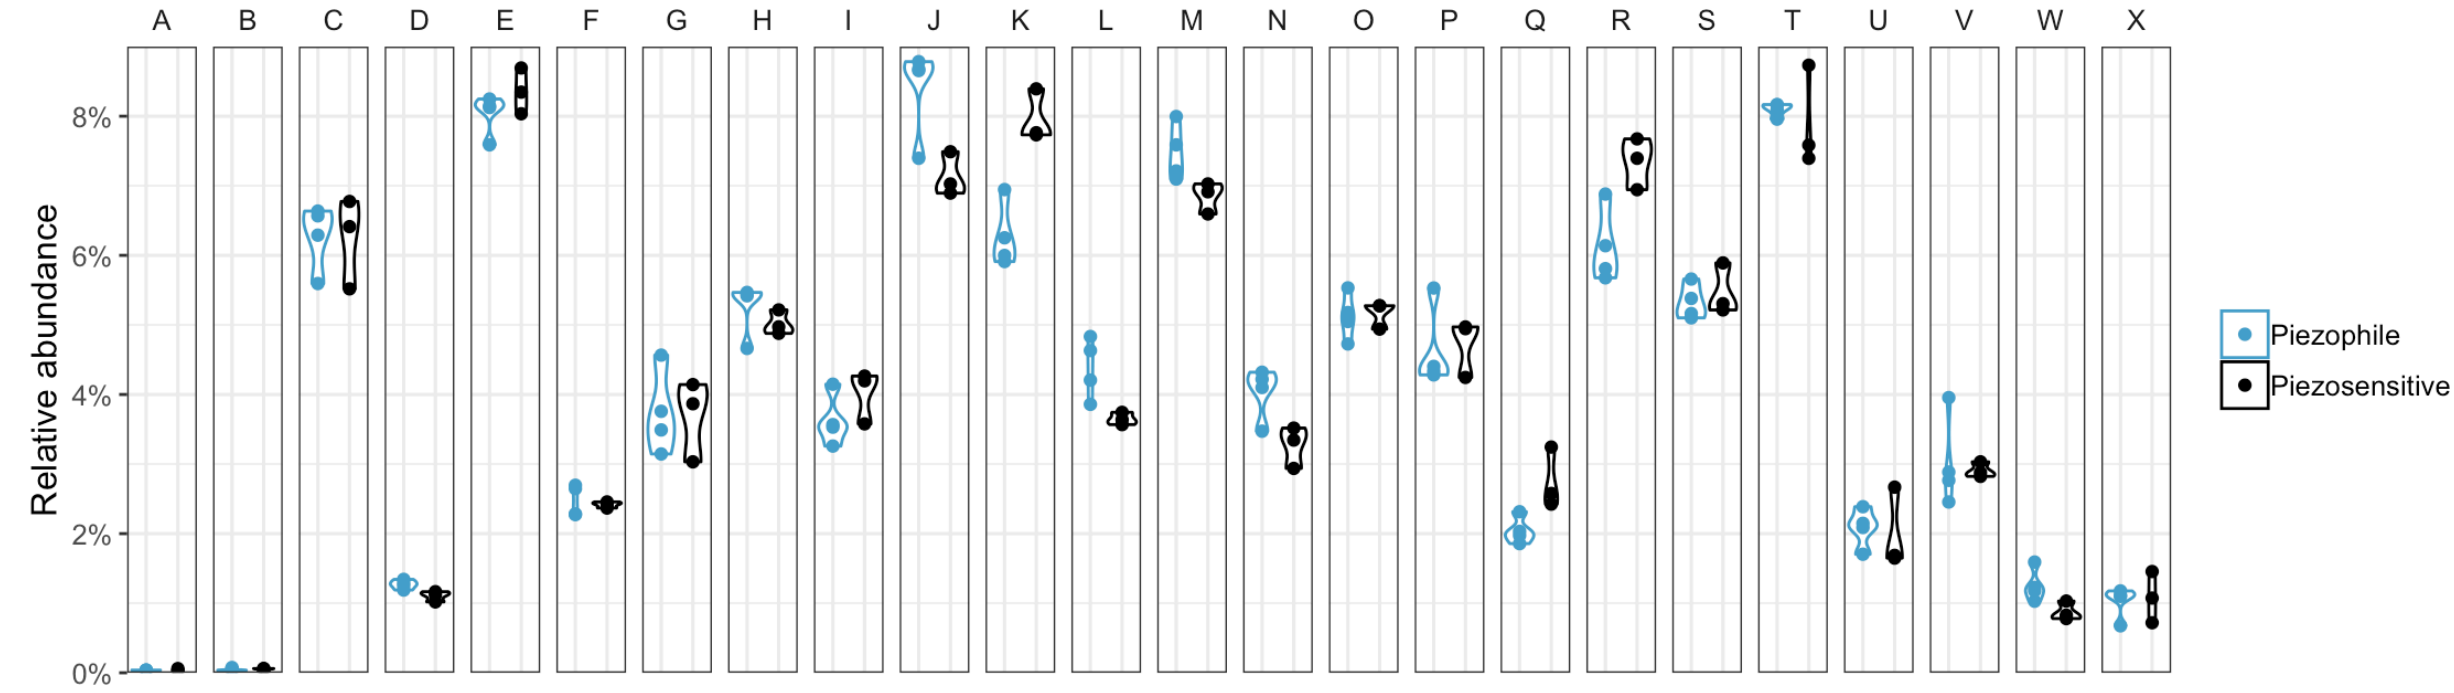 A B C D E F G H I J K L M N O P Q R S T U V W X
Relative abundance
8%
6%
4%
2%
0%
Piezophile
Piezosensitive